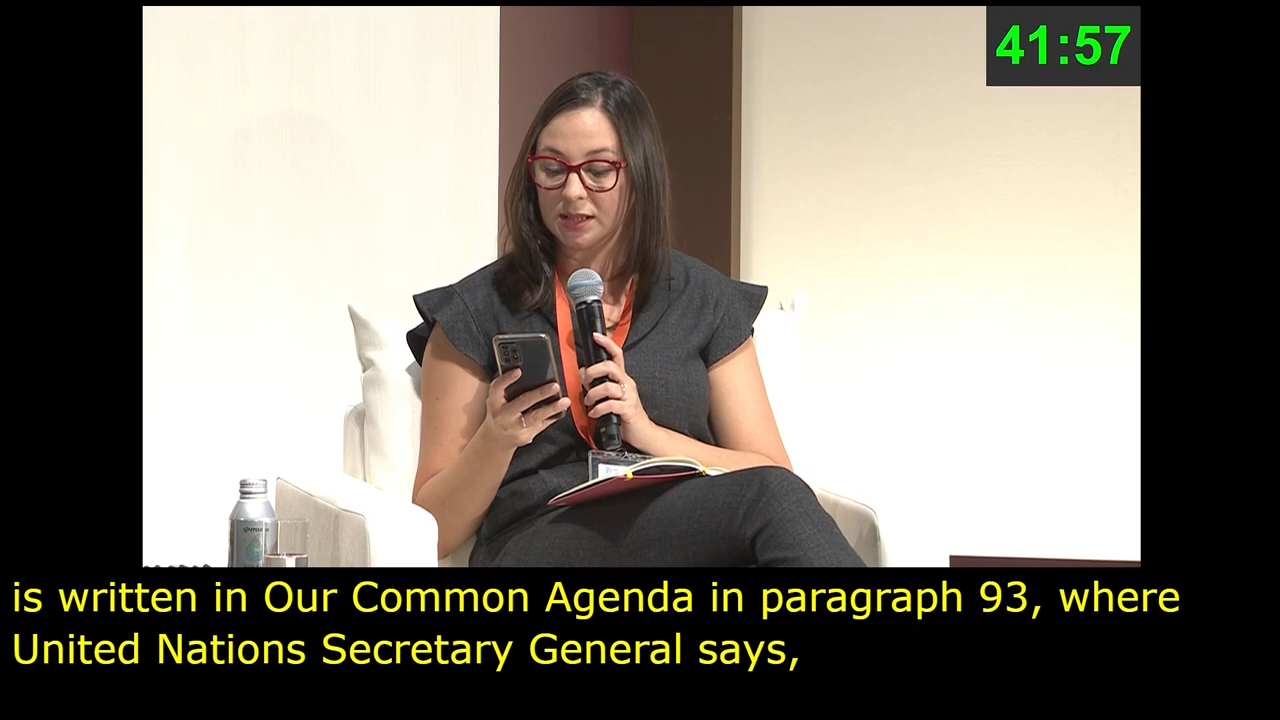 41:57
is written in Our Common Agenda in paragraph 93, where
United Nations Secretary General says,